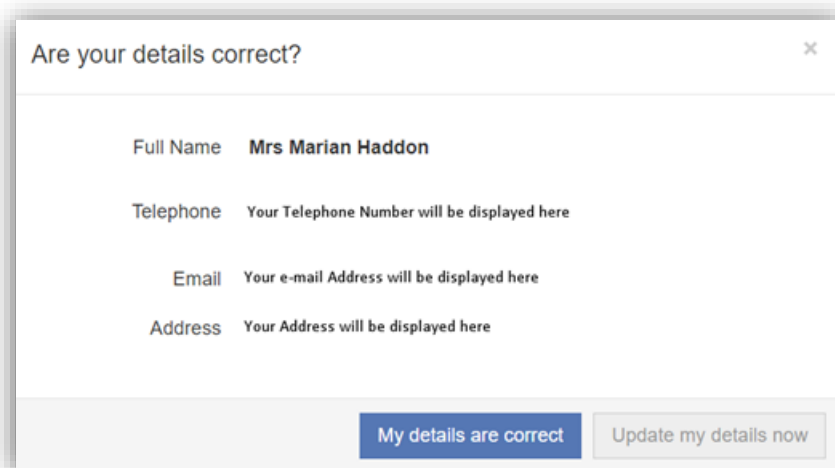 Are your details correct? ×
Full Name Mrs Marian Haddon
Telephone Your Telephone Number will be displayed here
Email Your e-mail Address will be displayed here
Address Your Address will be displayed here
My details are correct Update my details now